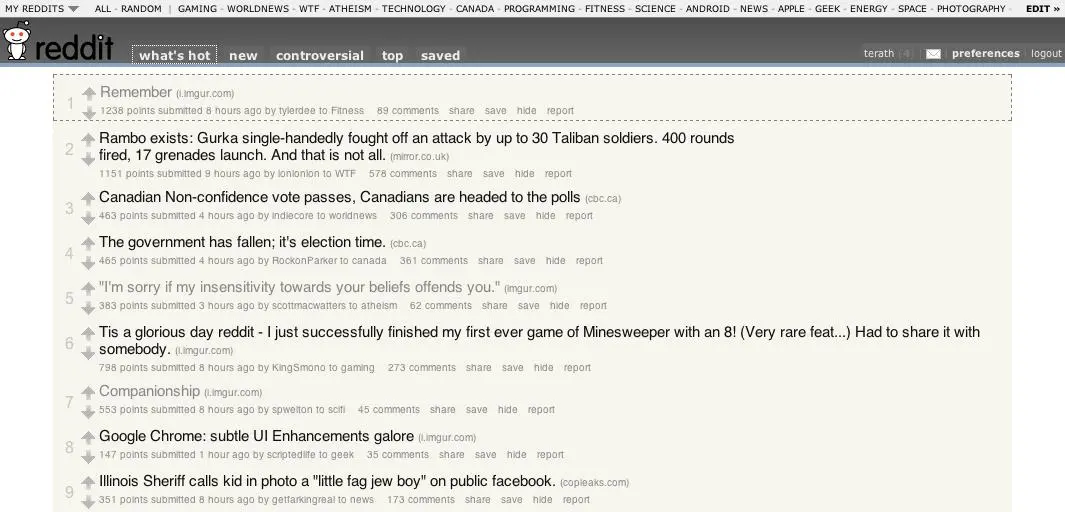 MY REDDITS ALL - RANDOM | GAMING - WORLDNEWS - WTF - ATHEISM - TECHNOLOGY - CANADA - PROGRAMMING - FITNESS - SCIENCE - ANDROID - NEWS - APPLE - GEEK - ENERGY - SPACE - PHOTOGRAPHY - EDIT »
reddit what's hot new controversial top saved terath (4) | | preferences | logout
1 Remember (i.imgur.com)
1238 points submitted 8 hours ago by tylerdee to Fitness 89 comments share save hide report
2 Rambo exists: Gurka single-handedly fought off an attack by up to 30 Taliban soldiers. 400 rounds
fired, 17 grenades launch. And that is not all. (mirror.co.uk)
1151 points submitted 9 hours ago by lonionion to WTF 578 comments share save hide report
3 Canadian Non-confidence vote passes, Canadians are headed to the polls (cbc.ca)
463 points submitted 4 hours ago by indiecore to worldnews 306 comments share save hide report
4 The government has fallen; it's election time. (cbc.ca)
465 points submitted 4 hours ago by RockonParker to canada 361 comments share save hide report
5 "I'm sorry if my insensitivity towards your beliefs offends you." (imgur.com)
383 points submitted 3 hours ago by scottmacwatters to atheism 62 comments share save hide report
6 Tis a glorious day reddit - I just successfully finished my first ever game of Minesweeper with an 8! (Very rare feat...) Had to share it with
somebody. (i.imgur.com)
798 points submitted 8 hours ago by KingSmono to gaming 273 comments share save hide report
7 Companionship (i.imgur.com)
553 points submitted 8 hours ago by spwelton to scifi 45 comments share save hide report
8 Google Chrome: subtle UI Enhancements galore (i.imgur.com)
147 points submitted 1 hour ago by scriptedlife to geek 35 comments share save hide report
9 Illinois Sheriff calls kid in photo a "little fag jew boy" on public facebook. (copleaks.com)
351 points submitted 8 hours ago by getfarkingreal to news 173 comments share save hide report